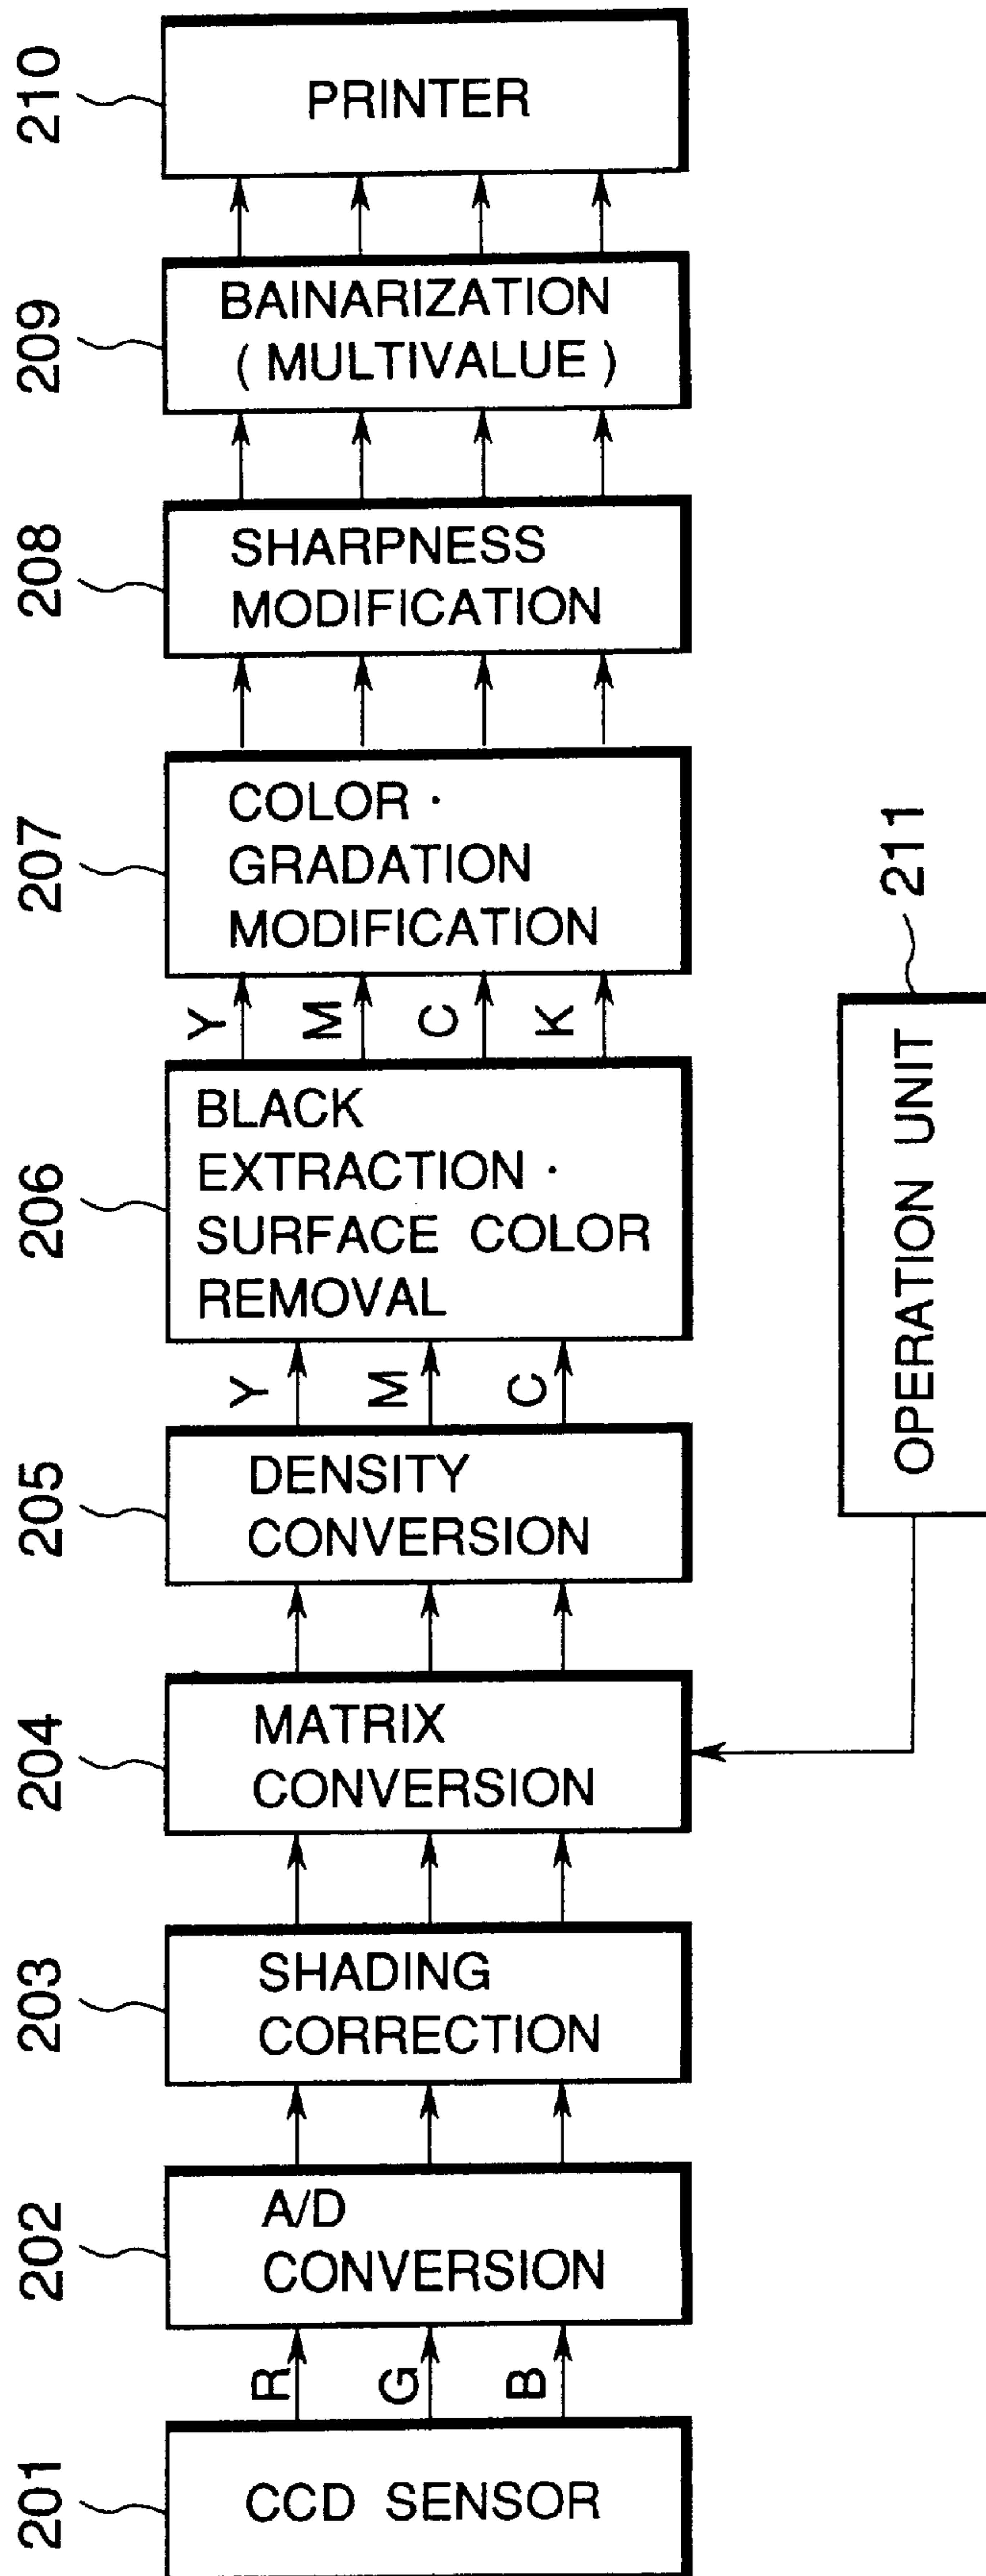 210
PRINTER
209
BAINARIZATION
( MULTIVALUE )
208
SHARPNESS
MODIFICATION
207
COLOR ·
GRADATION
MODIFICATION
Y
M
C
K
206
BLACK
EXTRACTION ·
SURFACE COLOR
REMOVAL
Y
M
C
205
DENSITY
CONVERSION
204
MATRIX
CONVERSION
211
OPERATION UNIT
203
SHADING
CORRECTION
202
A/D
CONVERSION
R
G
B
201
CCD SENSOR